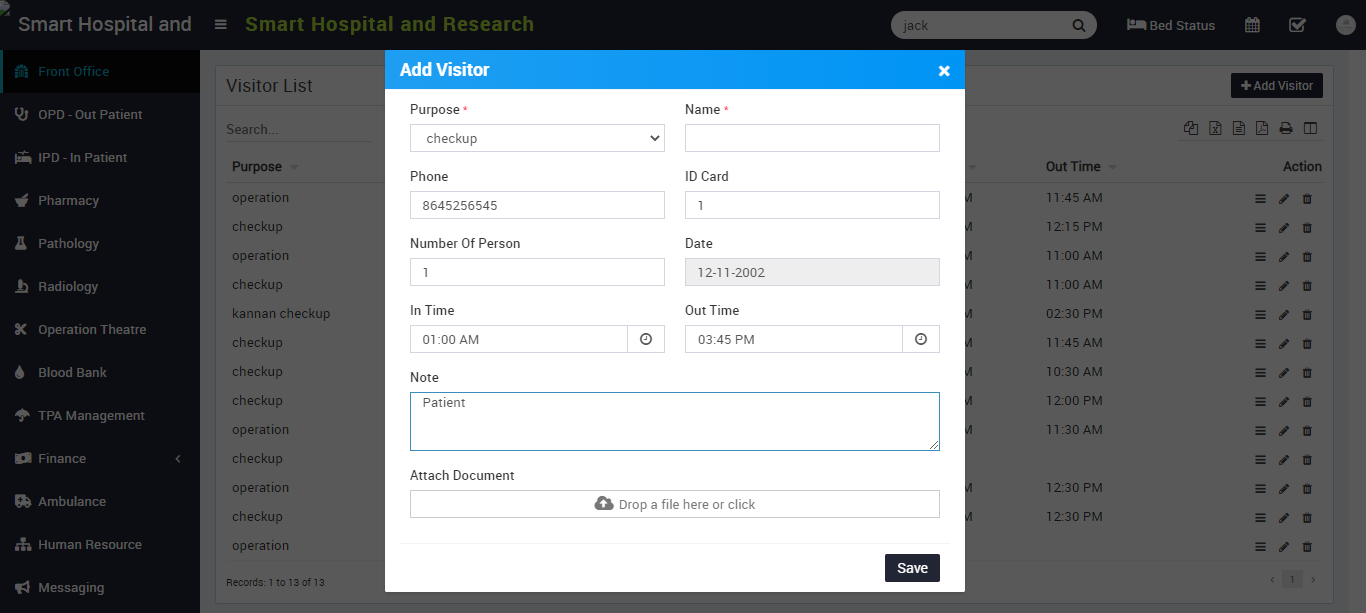 Smart Hospital and
Smart Hospital and Research
jack
Bed Status
Front Office
OPD - Out Patient
IPD - In Patient
Pharmacy
Pathology
Radiology
Operation Theatre
Blood Bank
TPA Management
Finance
Ambulance
Human Resource
Messaging
Visitor List
Add Visitor
Search...
Purpose
Out Time
Action
operation
M
11:45 AM
checkup
M
12:15 PM
operation
M
11:00 AM
checkup
M
11:00 AM
kannan checkup
M
02:30 PM
checkup
M
11:45 AM
checkup
M
10:30 AM
checkup
M
12:00 PM
operation
M
11:30 AM
checkup
operation
M
12:30 PM
checkup
M
12:30 PM
operation
Records: 1 to 13 of 13
1
Add Visitor
×
Purpose *
checkup
Name *
Phone
8645256545
ID Card
1
Number Of Person
1
Date
12-11-2002
In Time
01:00 AM
Out Time
03:45 PM
Note
Patient
Attach Document
Drop a file here or click
Save